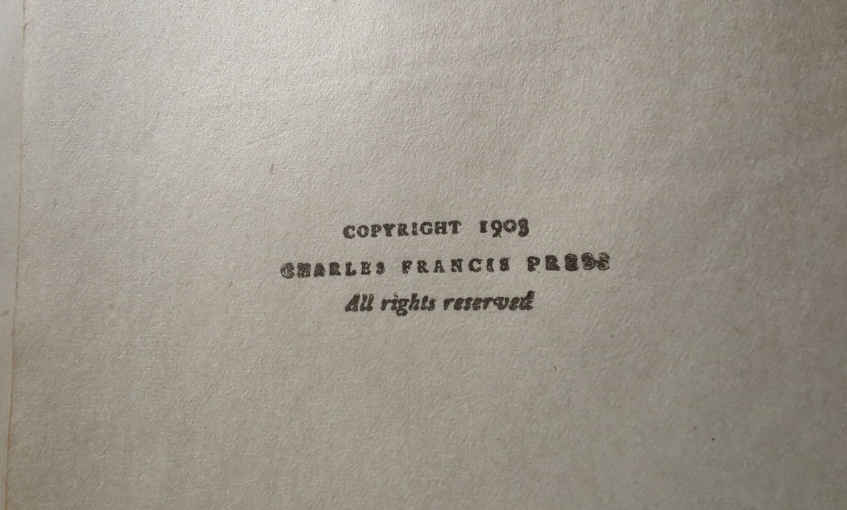 COPYRIGHT 1903
CHARLES FRANCIS PRESS
All rights reserved